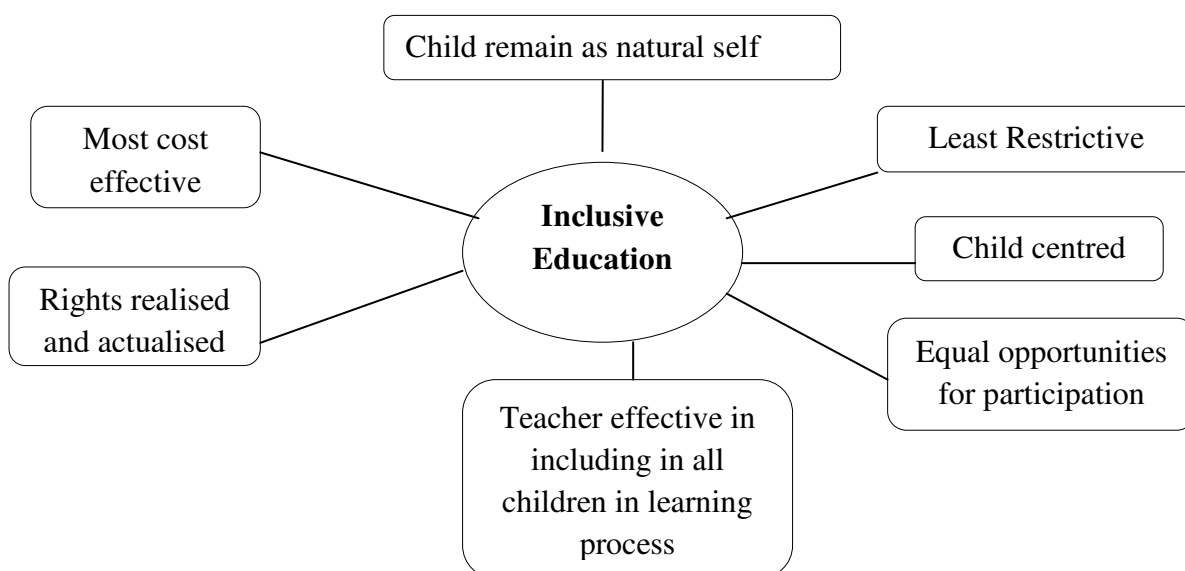 Child remain as natural self
Most cost
effective
Least Restrictive
Inclusive
Education
Child centred
Rights realised
and actualised
Equal opportunities
for participation
Teacher effective in
including in all
children in learning
process